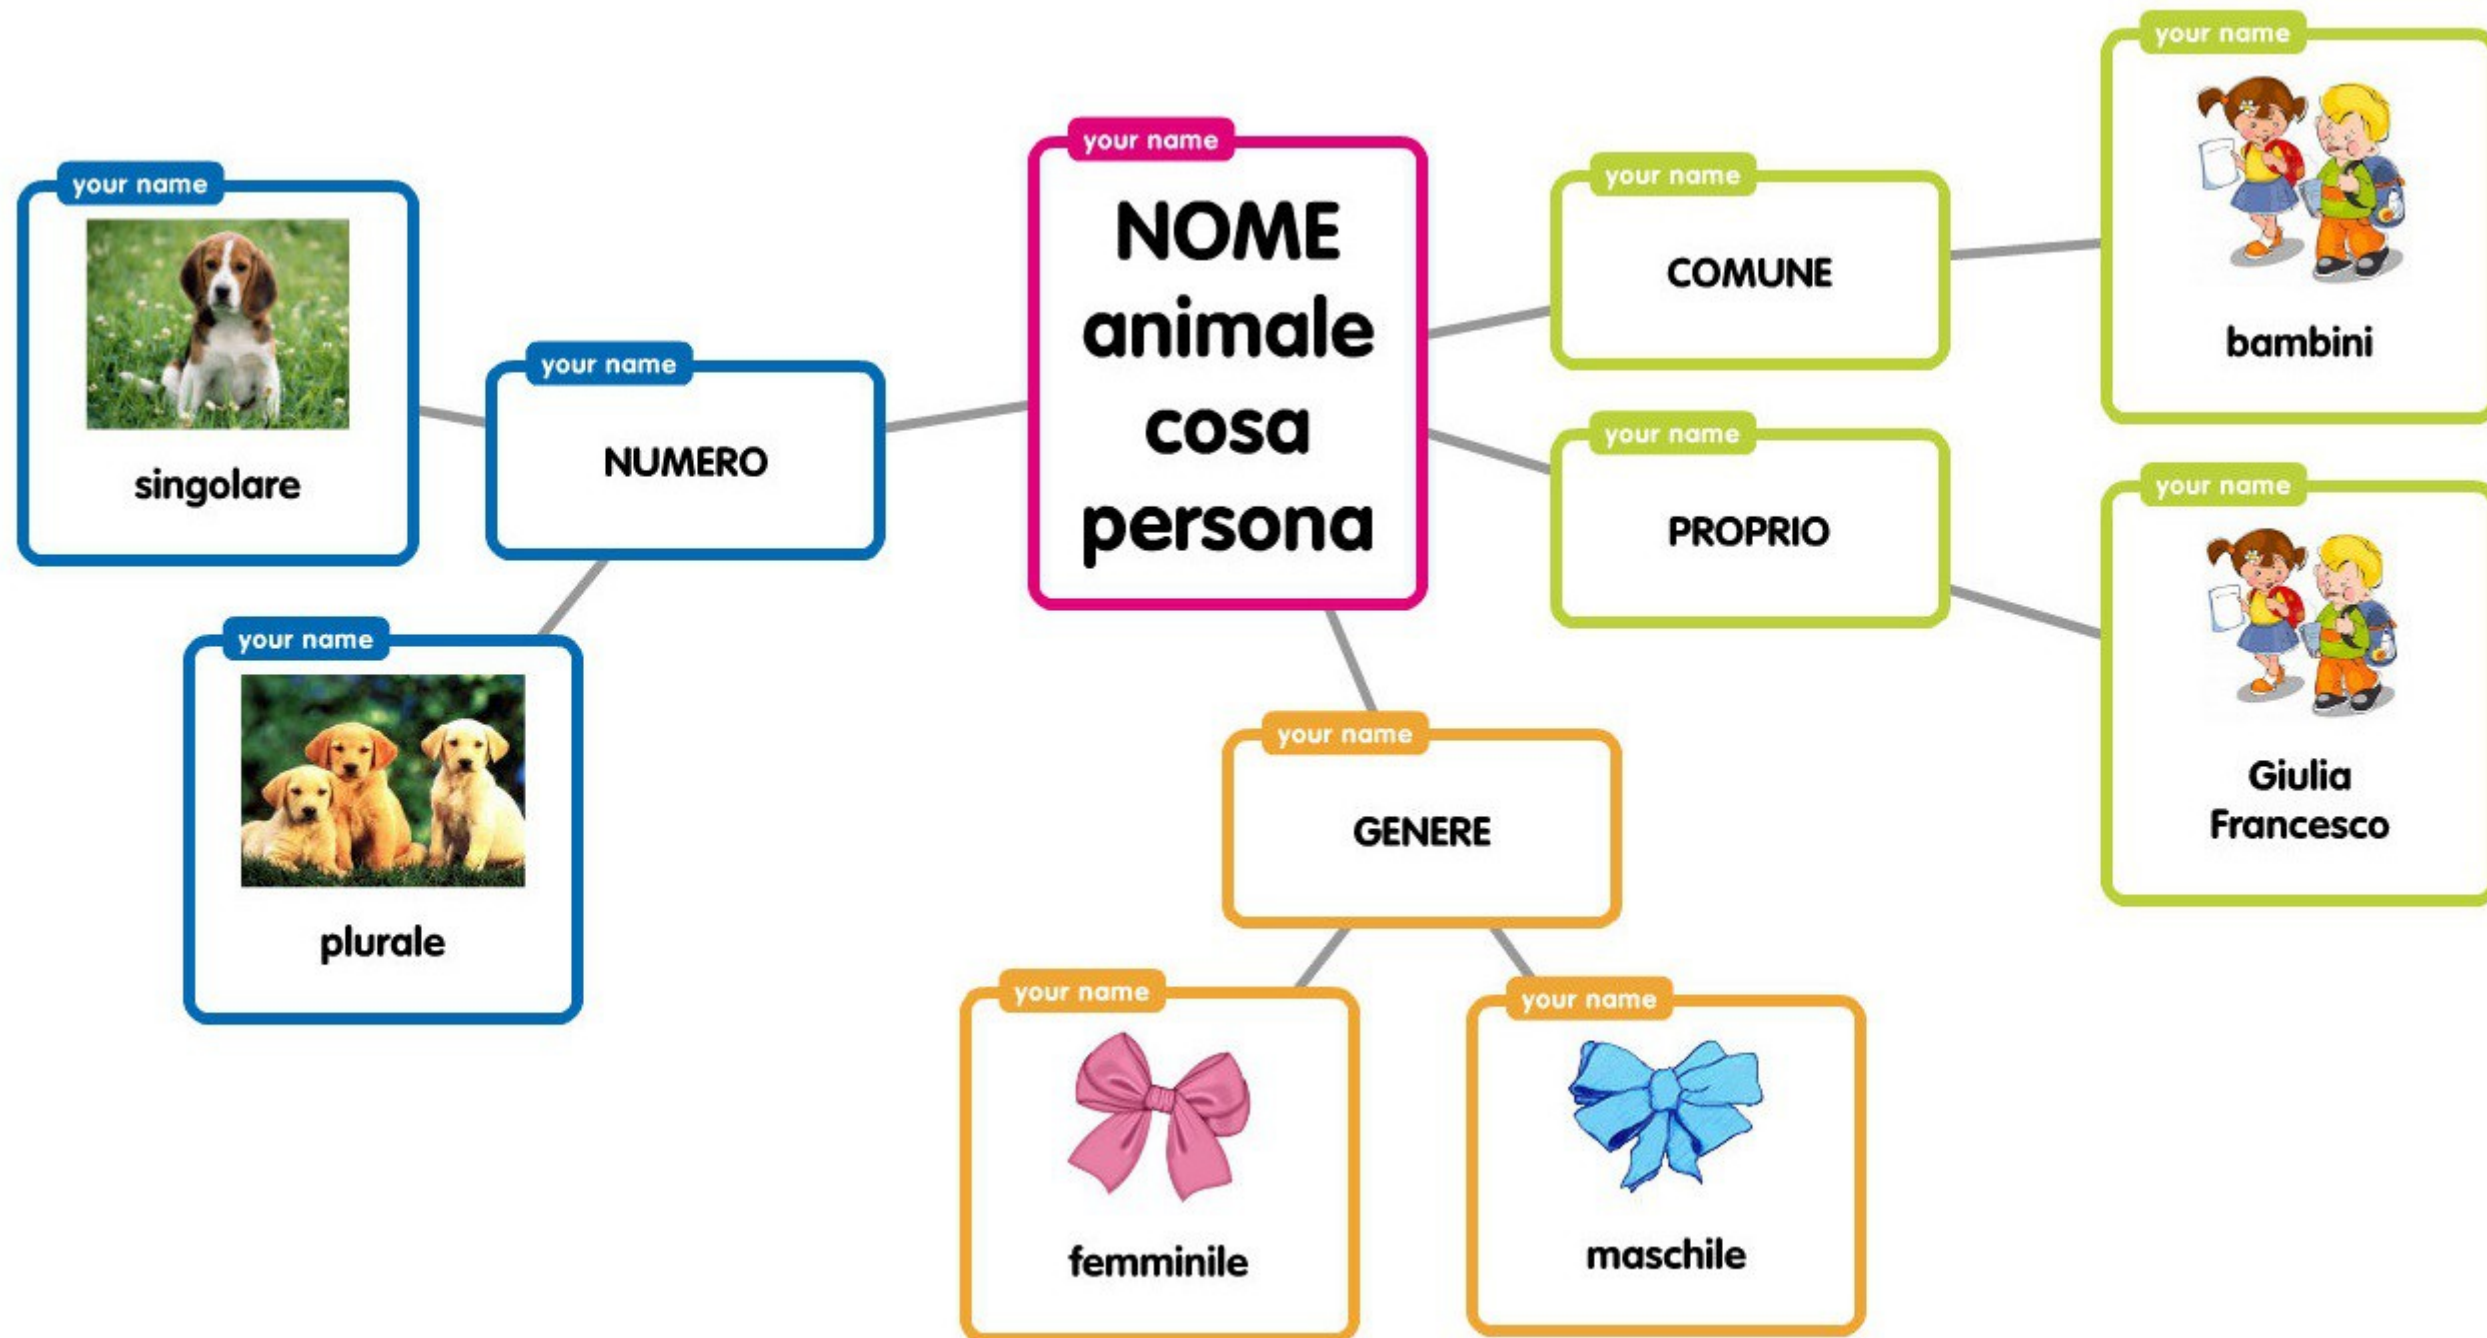 your name
NOME
animale
cosa
persona
your name
NUMERO
your name
singolare
your name
plurale
your name
COMUNE
your name
bambini
your name
PROPRIO
your name
Giulia
Francesco
your name
GENERE
your name
femminile
your name
maschile